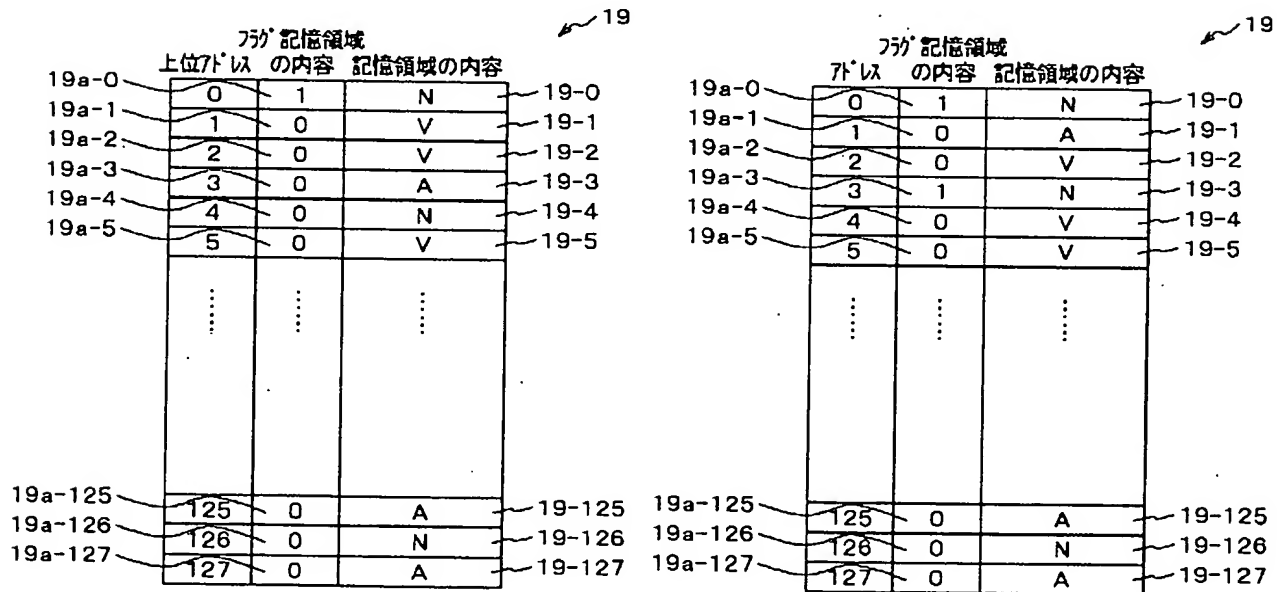 19
フラグ 記憶領域
上位アドレス の内容 記憶領域の内容
19a-0 0 1 N 19-0
19a-1 1 0 V 19-1
19a-2 2 0 V 19-2
19a-3 3 0 A 19-3
19a-4 4 0 N 19-4
19a-5 5 0 V 19-5
19a-125 125 0 A 19-125
19a-126 126 0 N 19-126
19a-127 127 0 A 19-127
19
フラグ 記憶領域
アドレス の内容 記憶領域の内容
19a-0 0 1 N 19-0
19a-1 1 0 A 19-1
19a-2 2 0 V 19-2
19a-3 3 1 N 19-3
19a-4 4 0 V 19-4
19a-5 5 0 V 19-5
19a-125 125 0 A 19-125
19a-126 126 0 N 19-126
19a-127 127 0 A 19-127